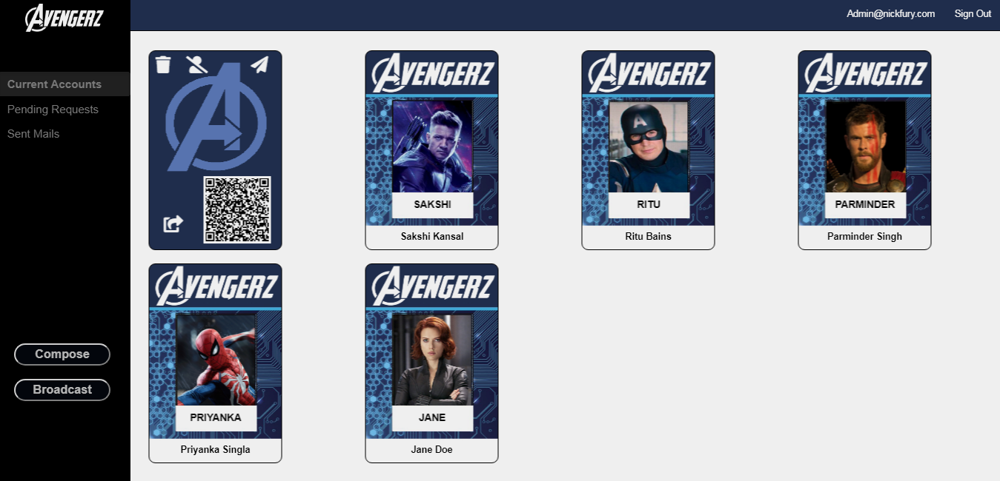 AVENGERZ
Admin@nickfury.com
Sign Out
Current Accounts
Pending Requests
Sent Mails
Compose
Broadcast
A
AVENGERZ
SAKSHI
Sakshi Kansal
AVENGERZ
A
RITU
Ritu Bains
AVENGERZ
PARMINDER
Parminder Singh
AVENGERZ
PRIYANKA
Priyanka Singla
AVENGERZ
JANE
Jane Doe